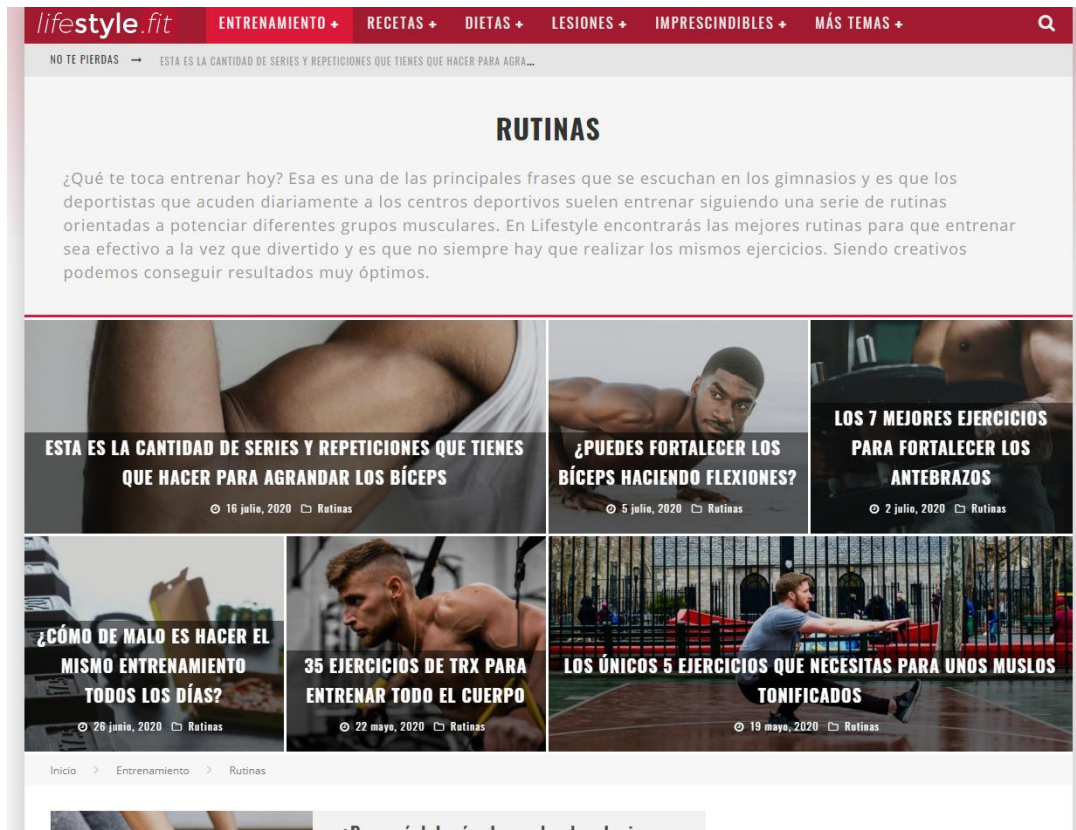 lifestyle.fit
ENTRENAMIENTO +
RECETAS +
DIETAS +
LESIONES +
IMPRESCINDIBLES +
MÁS TEMAS +
NO TE PIERDAS → ESTA ES LA CANTIDAD DE SERIES Y REPETICIONES QUE TIENES QUE HACER PARA AGRA...
RUTINAS
¿Qué te toca entrenar hoy? Esa es una de las principales frases que se escuchan en los gimnasios y es que los
deportistas que acuden diariamente a los centros deportivos suelen entrenar siguiendo una serie de rutinas
orientadas a potenciar diferentes grupos musculares. En Lifestyle encontrarás las mejores rutinas para que entrenar
sea efectivo a la vez que divertido y es que no siempre hay que realizar los mismos ejercicios. Siendo creativos
podemos conseguir resultados muy óptimos.
ESTA ES LA CANTIDAD DE SERIES Y REPETICIONES QUE TIENES
QUE HACER PARA AGRANDAR LOS BÍCEPS
16 julio, 2020 Rutinas
¿PUEDES FORTALECER LOS
BÍCEPS HACIENDO FLEXIONES?
5 julio, 2020 Rutinas
LOS 7 MEJORES EJERCICIOS
PARA FORTALECER LOS
ANTEBRAZOS
2 julio, 2020 Rutinas
¿CÓMO DE MALO ES HACER EL
MISMO ENTRENAMIENTO
TODOS LOS DÍAS?
26 junio, 2020 Rutinas
35 EJERCICIOS DE TRX PARA
ENTRENAR TODO EL CUERPO
22 mayo, 2020 Rutinas
LOS ÚNICOS 5 EJERCICIOS QUE NECESITAS PARA UNOS MUSLOS
TONIFICADOS
19 mayo, 2020 Rutinas
Inicio > Entrenamiento > Rutinas